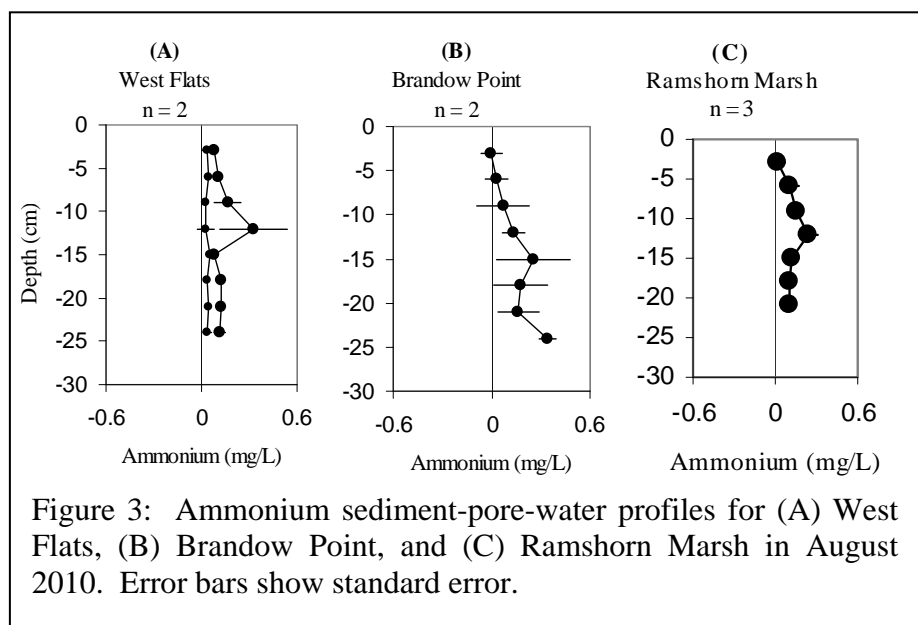 (A)
West Flats
n = 2
0
-5
-10
-15
-20
-25
-30
-0.6 0 0.6
Depth (cm)
Ammonium (mg/L)
(B)
Brandow Point
n = 2
0
-5
-10
-15
-20
-25
-30
-0.6 0 0.6
Ammonium (mg/L)
(C)
Ramshorn Marsh
n = 3
0
-5
-10
-15
-20
-25
-30
-0.6 0 0.6
Ammonium (mg/L)
Figure 3: Ammonium sediment-pore-water profiles for (A) West
Flats, (B) Brandow Point, and (C) Ramshorn Marsh in August
2010. Error bars show standard error.